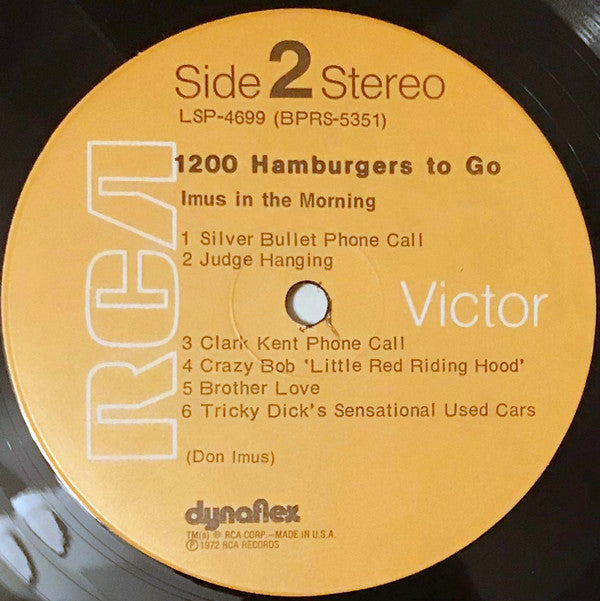 Side 2 Stereo
LSP-4699 (BPRS-5351)
1200 Hamburgers to Go
Imus in the Morning
1 Silver Bullet Phone Call
2 Judge Hanging
RCA
Victor
3 Clark Kent Phone Call
4 Crazy Bob 'Little Red Riding Hood'
5 Brother Love
6 Tricky Dick's Sensational Used Cars
(Don Imus)
dynaflex
TM(s) ® RCA CORP.—MADE IN U.S.A.
℗ 1972 RCA RECORDS